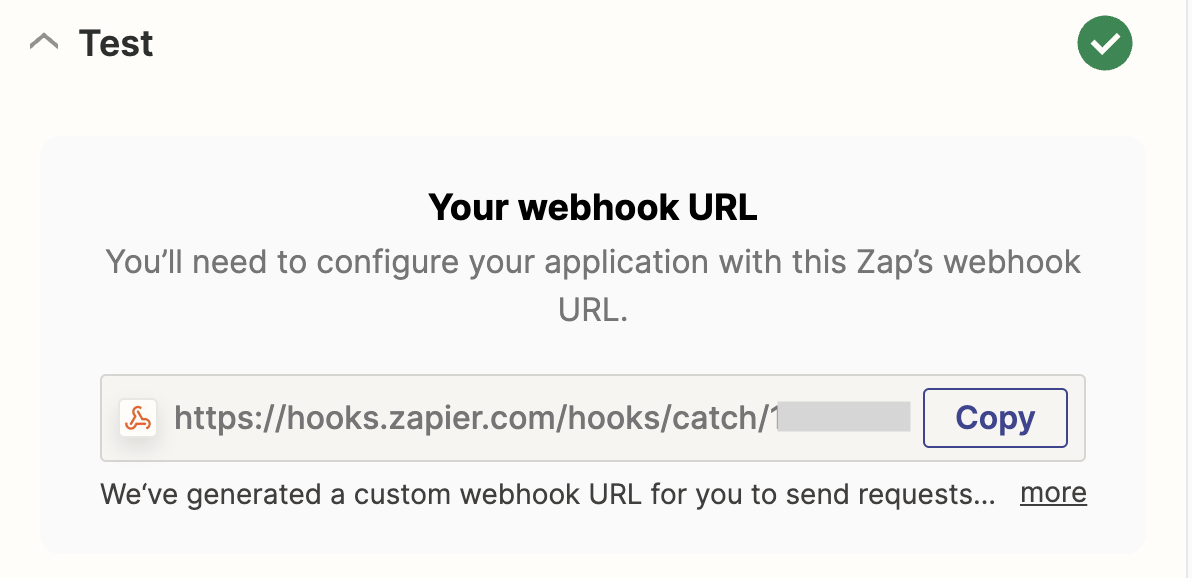 Test
Your webhook URL
You’ll need to configure your application with this Zap’s webhook
URL.
https://hooks.zapier.com/hooks/catch/1
Copy
We‘ve generated a custom webhook URL for you to send requests...
more